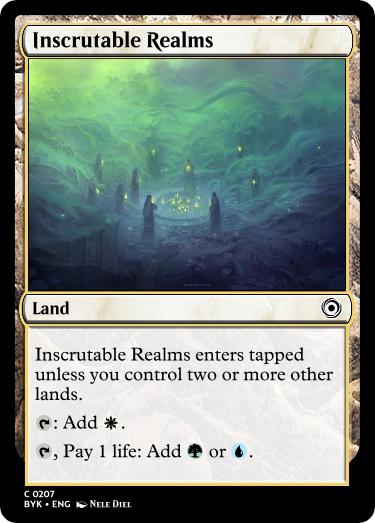 Inscrutable Realms
Land
Inscrutable Realms enters tapped
unless you control two or more other
lands.
: Add .
, Pay 1 life: Add or .
C 0207
BYK • ENG Nele Diel